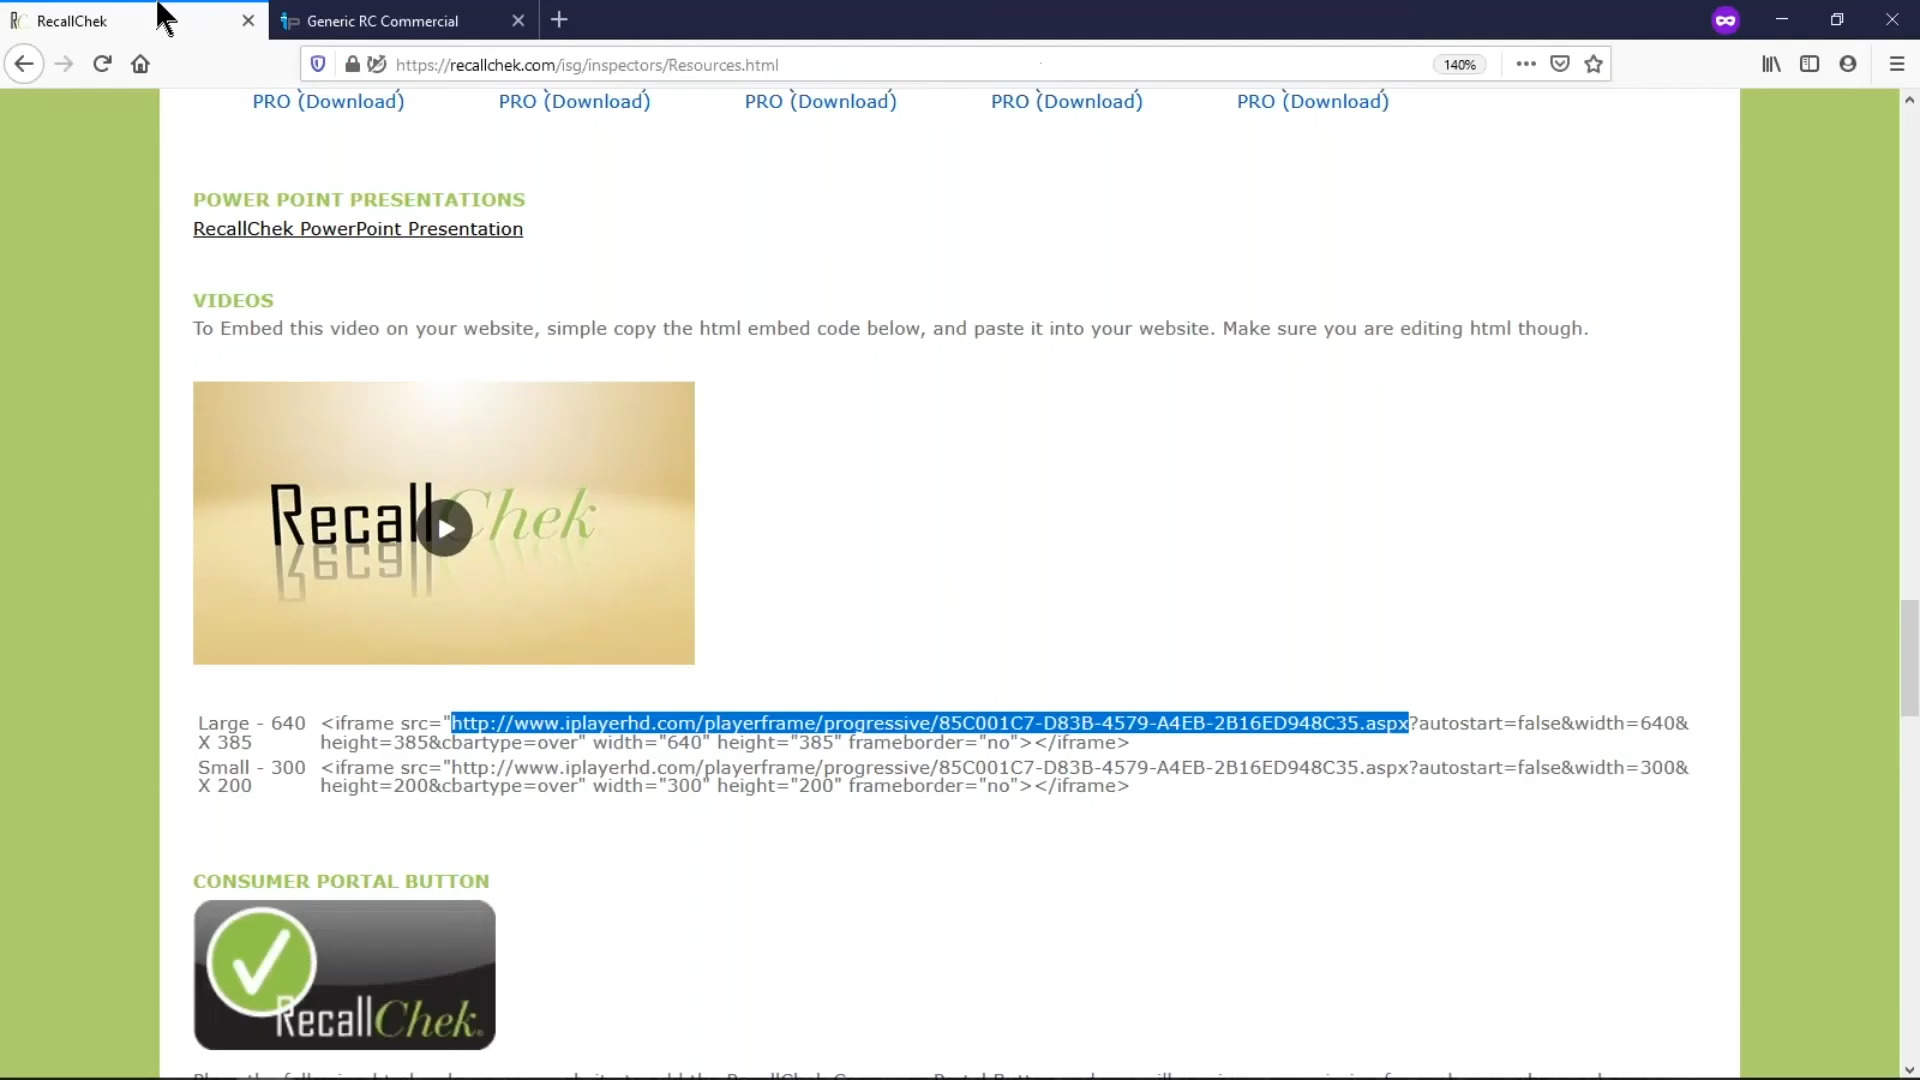 RecallChek
Generic RC Commercial
https://recallchek.com/isg/inspectors/Resources.html
140%
PRO (Download) PRO (Download) PRO (Download) PRO (Download) PRO (Download)
POWER POINT PRESENTATIONS
RecallChek PowerPoint Presentation
VIDEOS
To Embed this video on your website, simple copy the html embed code below, and paste it into your website. Make sure you are editing html though.
RecallChek
Large - 640 <iframe src="http://www.iplayerhd.com/playerframe/progressive/85C001C7-D83B-4579-A4EB-2B16ED948C35.aspx?autostart=false&width=640&
X 385 height=385&cbartype=over" width="640" height="385" frameborder="no"></iframe>
Small - 300 <iframe src="http://www.iplayerhd.com/playerframe/progressive/85C001C7-D83B-4579-A4EB-2B16ED948C35.aspx?autostart=false&width=300&
X 200 height=200&cbartype=over" width="300" height="200" frameborder="no"></iframe>
CONSUMER PORTAL BUTTON
RecallChek